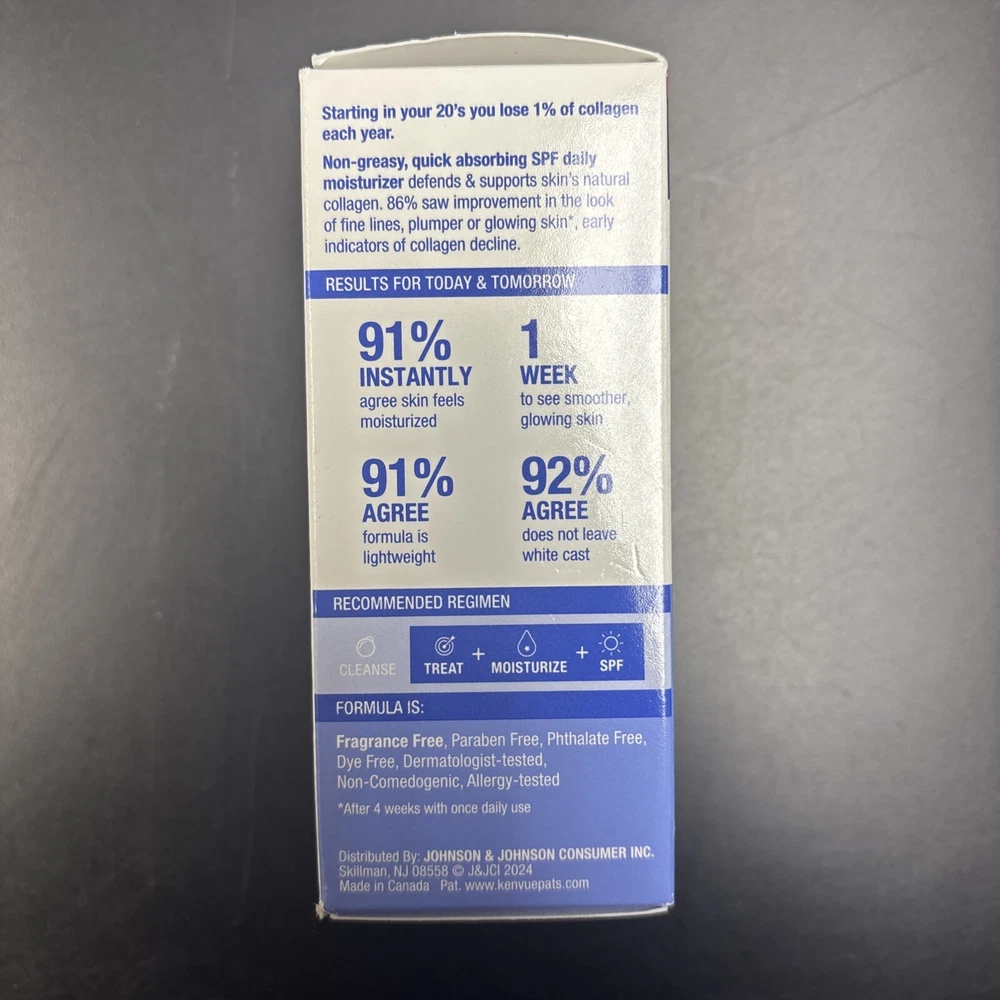 Starting in your 20's you lose 1% of collagen
each year.
Non-greasy, quick absorbing SPF daily
moisturizer defends & supports skin's natural
collagen. 86% saw improvement in the look
of fine lines, plumper or glowing skin*, early
indicators of collagen decline.
RESULTS FOR TODAY & TOMORROW
91%
INSTANTLY
agree skin feels
moisturized
1
WEEK
to see smoother,
glowing skin
91%
AGREE
formula is
lightweight
92%
AGREE
does not leave
white cast
RECOMMENDED REGIMEN
CLEANSE TREAT + MOISTURIZE + SPF
FORMULA IS:
Fragrance Free, Paraben Free, Phthalate Free,
Dye Free, Dermatologist-tested,
Non-Comedogenic, Allergy-tested
*After 4 weeks with once daily use
Distributed By: JOHNSON & JOHNSON CONSUMER INC.
Skillman, NJ 08558 © J&JCI 2024
Made in Canada Pat. www.kenvuepats.com